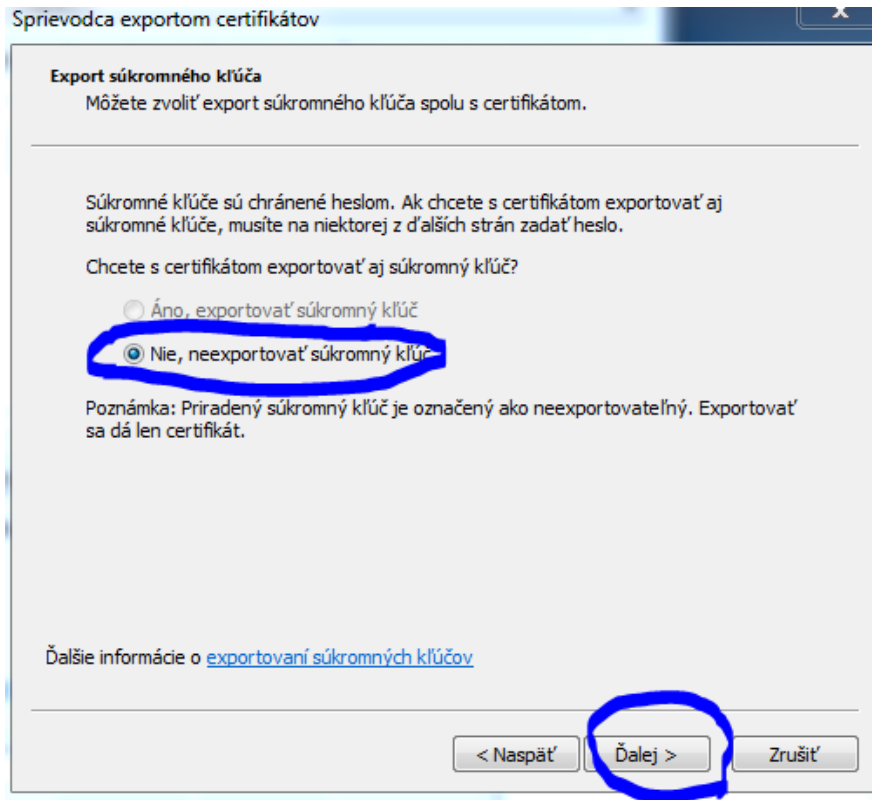 Sprievodca exportom certifikátov
Export súkromného kľúča
Môžete zvoliť export súkromného kľúča spolu s certifikátom.
Súkromné kľúče sú chránené heslom. Ak chcete s certifikátom exportovať aj
súkromné kľúče, musíte na niektorej z ďalších strán zadať heslo.
Chcete s certifikátom exportovať aj súkromný kľúč?
Áno, exportovať súkromný kľúč
Nie, neexportovať súkromný kľúč
Poznámka: Priradený súkromný kľúč je označený ako neexportovateľný. Exportovať
sa dá len certifikát.
Ďalšie informácie o exportovaní súkromných kľúčov
< Naspäť Ďalej > Zrušiť